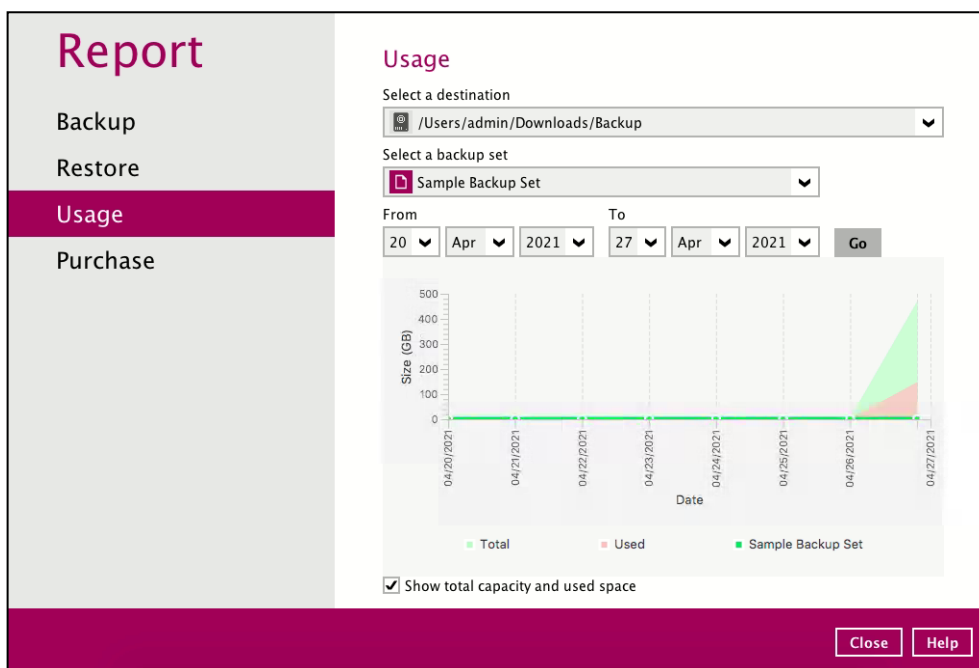 Report
Backup
Restore
Usage
Purchase
Usage
Select a destination
/Users/admin/Downloads/Backup
Select a backup set
Sample Backup Set
From To
20 Apr 2021 27 Apr 2021 Go
500
400
300
200
100
0
Size (GB)
04/20/2021 04/21/2021 04/22/2021 04/23/2021 04/24/2021 04/25/2021 04/26/2021 04/27/2021
Date
Total Used Sample Backup Set
Show total capacity and used space
Close Help